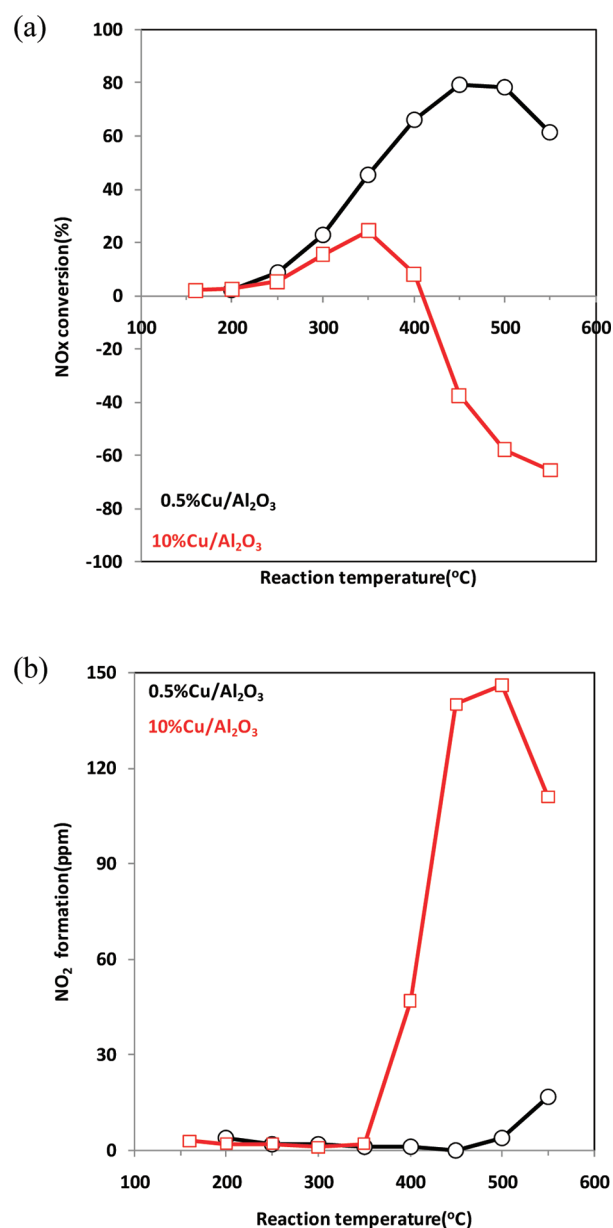 (a)
100
80
60
40
20
0
-20
-40
-60
-80
-100
NOx conversion(%)
100 200 300 400 500 600
0.5%Cu/Al₂O₃
10%Cu/Al₂O₃
Reaction temperature(°C)
(b)
150
120
90
60
30
0
NO₂ formation(ppm)
0.5%Cu/Al₂O₃
10%Cu/Al₂O₃
100 200 300 400 500 600
Reaction temperature(°C)